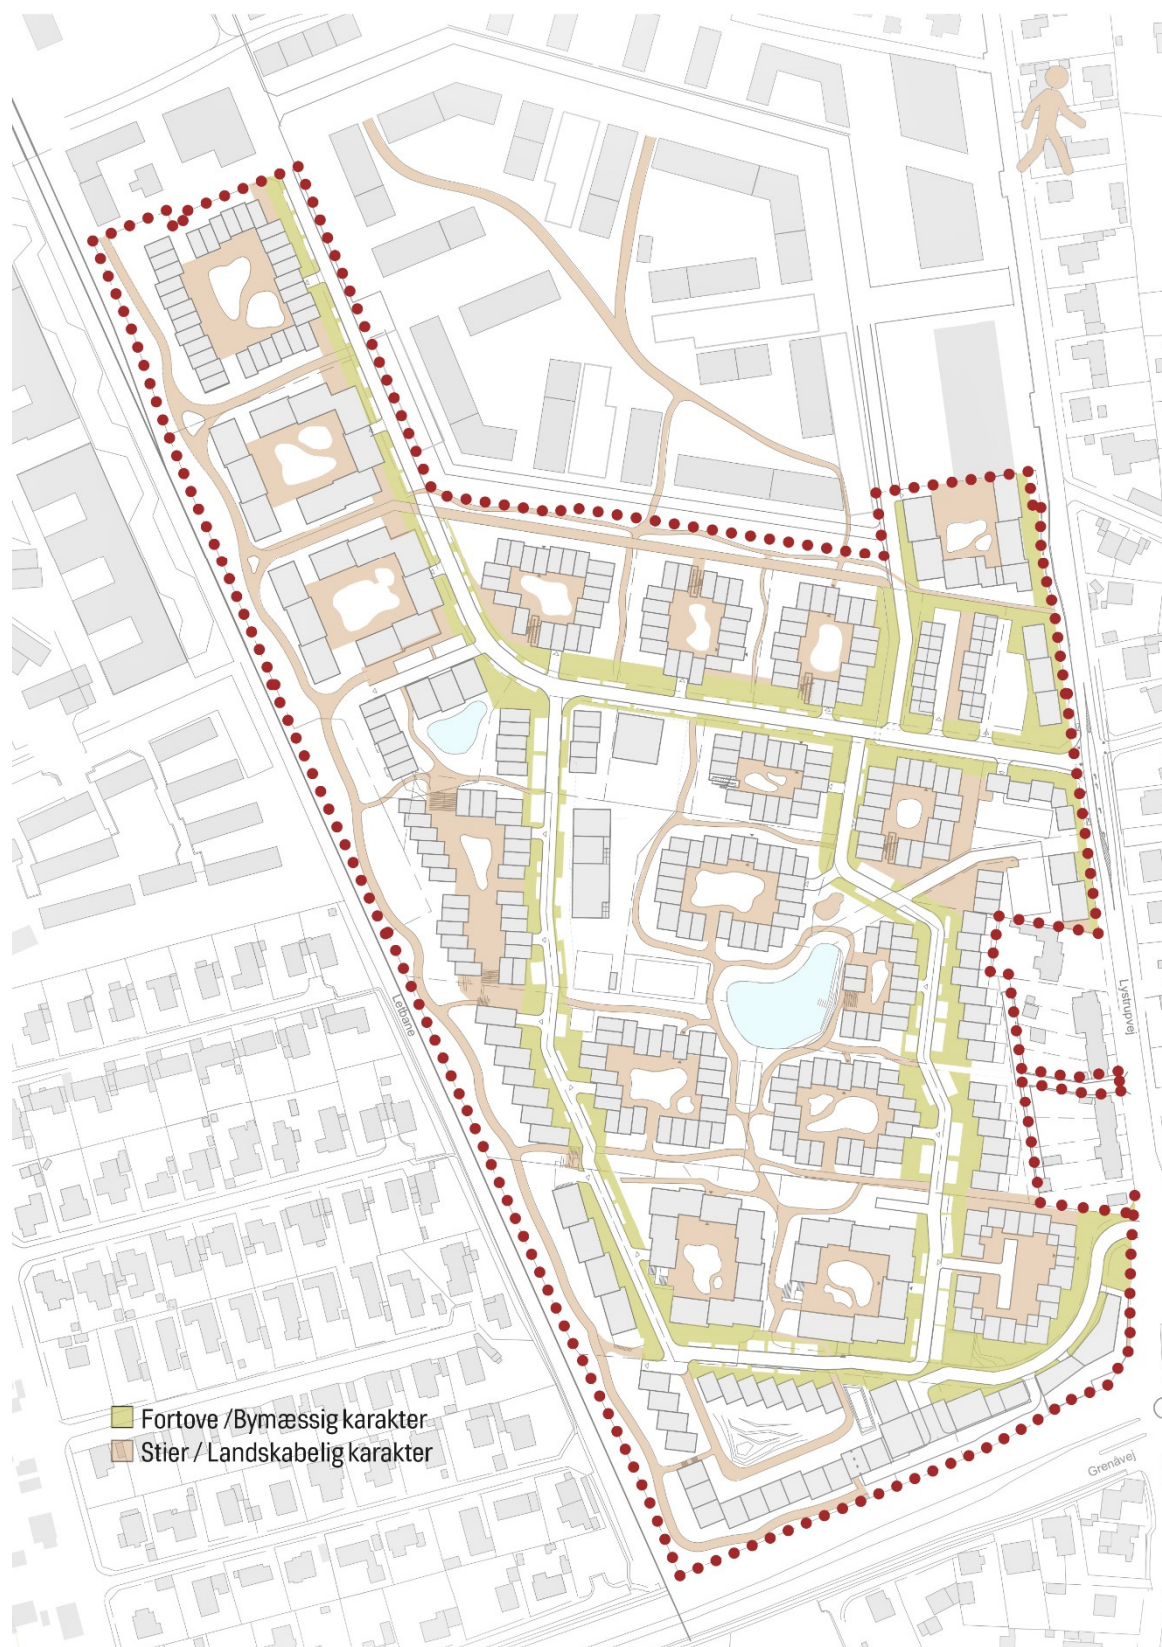 Letbane
Lystrupvej
Fortove /Bymæssig karakter
Stier / Landskabelig karakter
Grenåvej